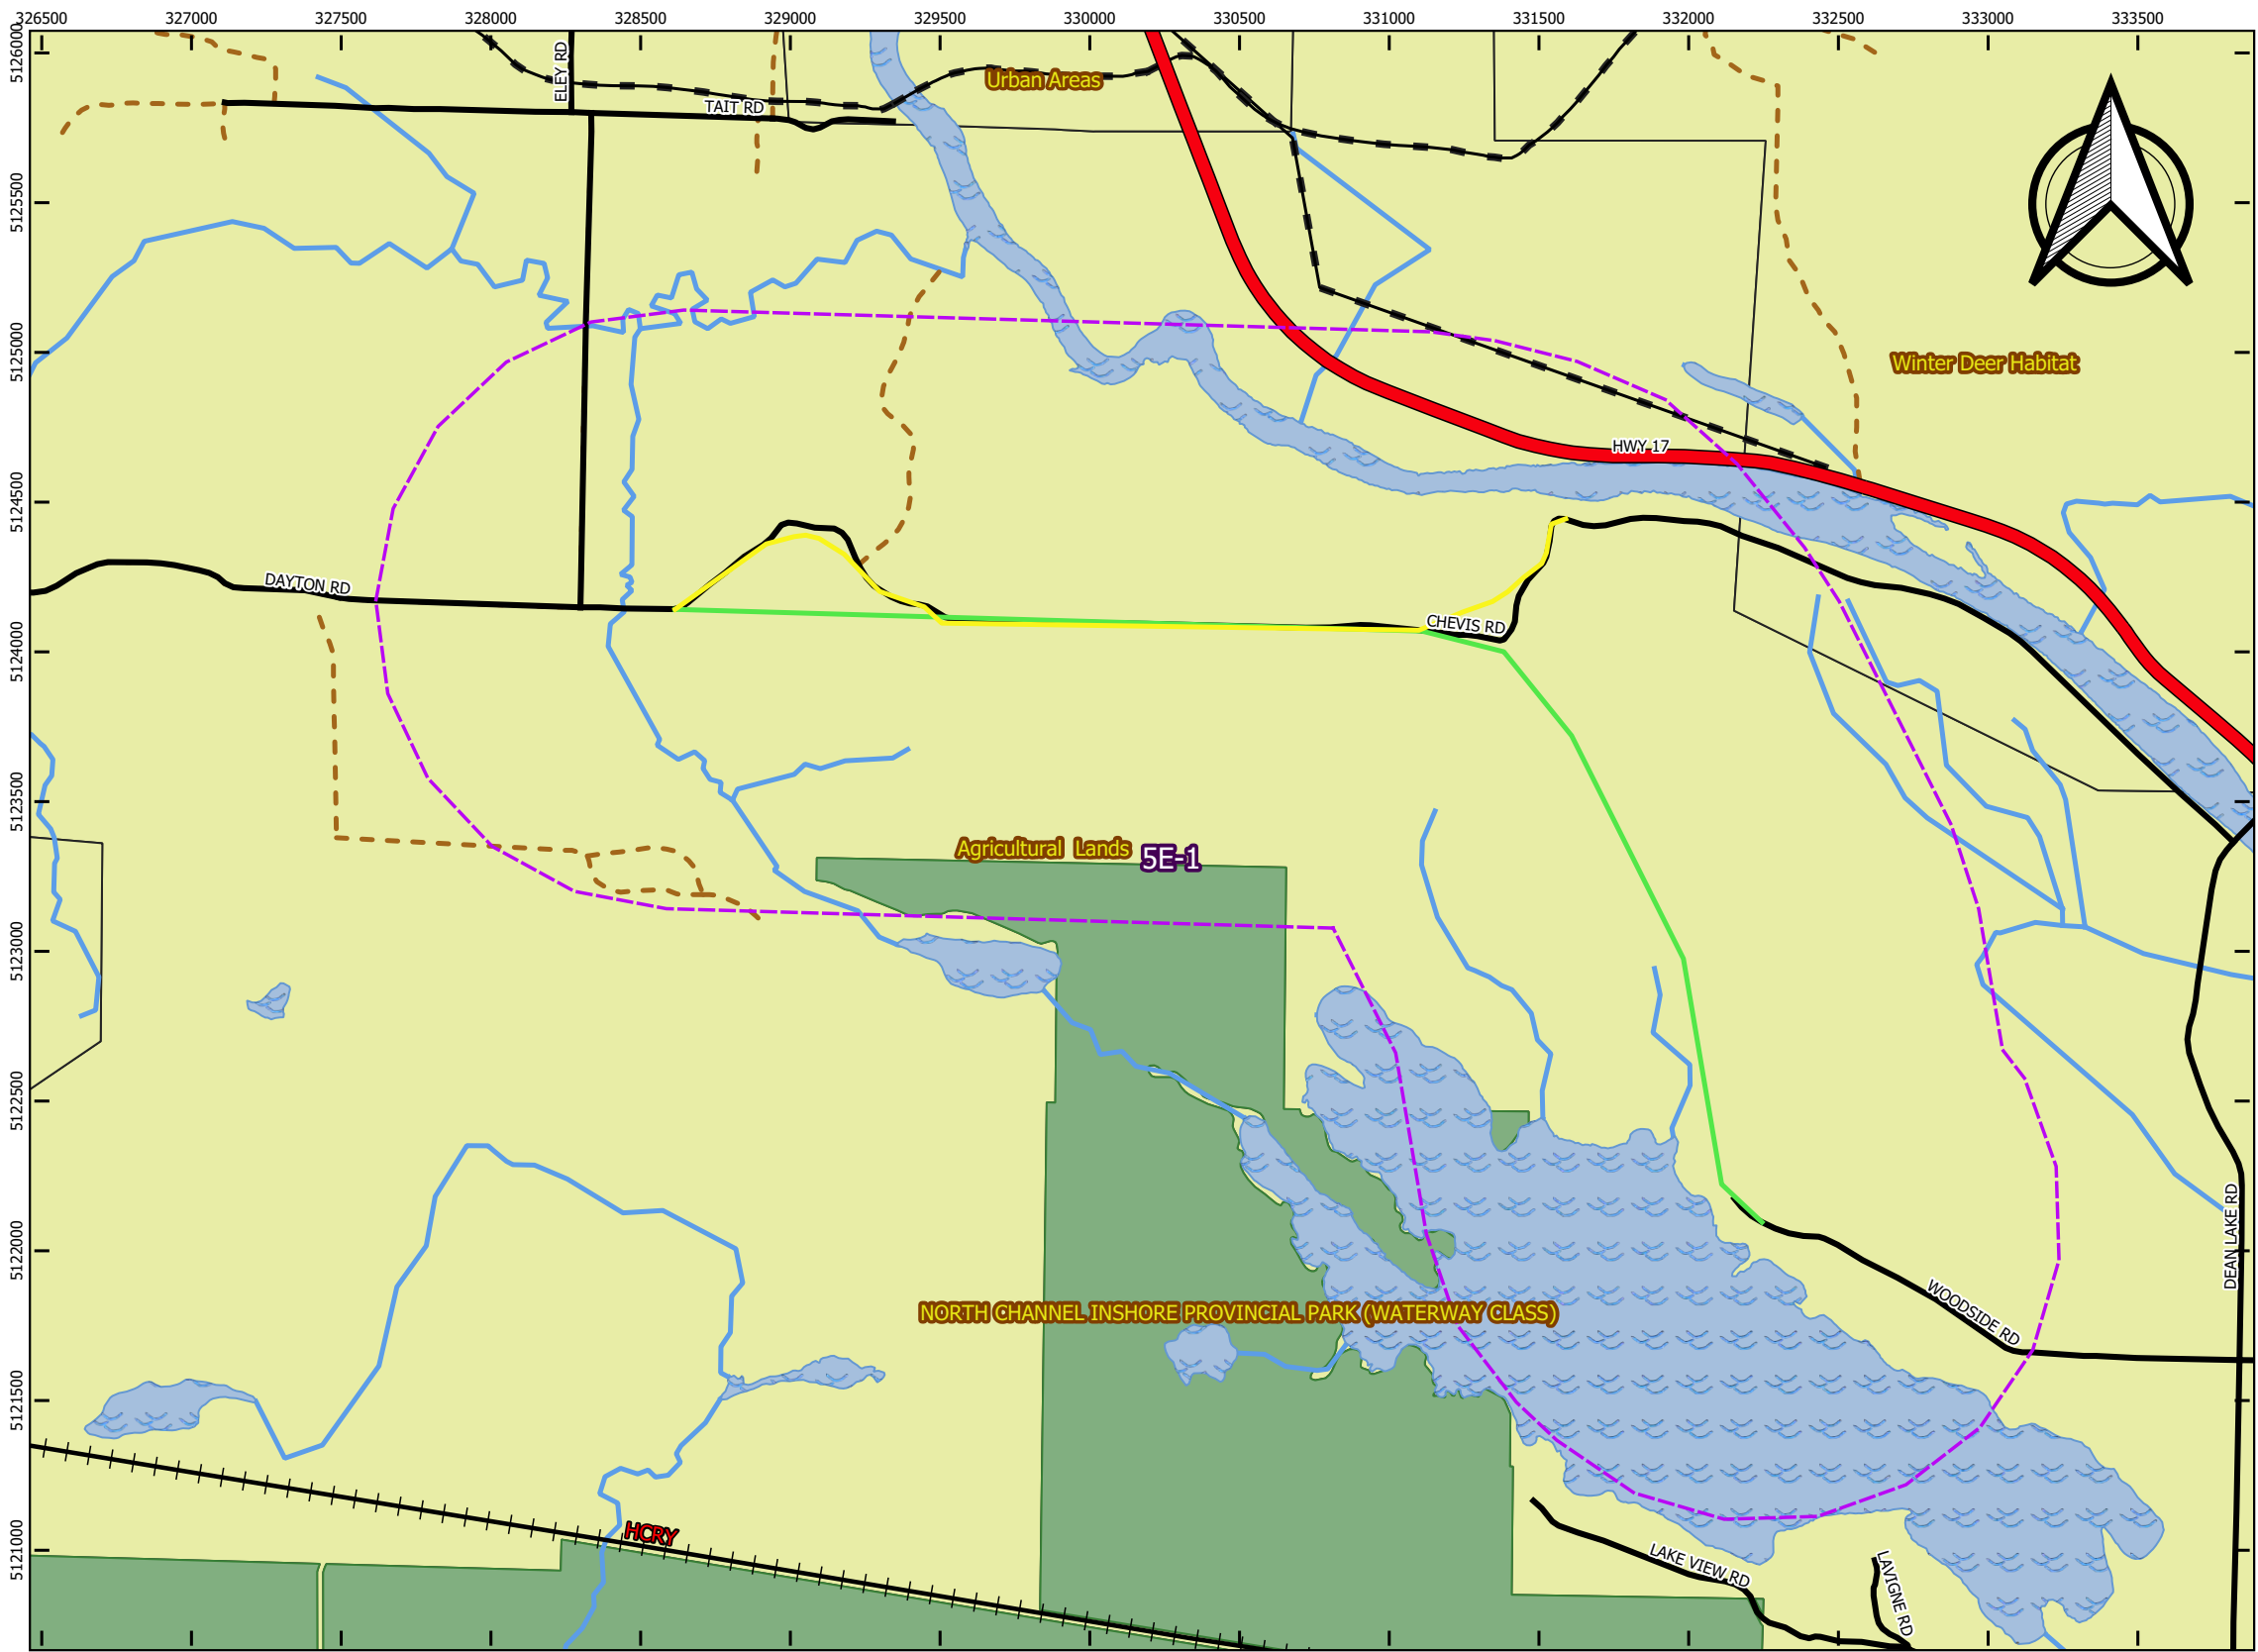 326500 327000 327500 328000 328500 329000 329500 330000 330500 331000 331500 332000 332500 333000 333500
5126000
5125500
5125000
5124500
5124000
5123500
5123000
5122500
5122000
5121500
5121000
ELEY RD
Urban Areas
TAIT RD
Winter Deer Habitat
HWY 17
DAYTON RD
CHEVIS RD
Agricultural Lands
5E-1
DEAN LAKE RD
WOODSIDE RD
NORTH CHANNEL INSHORE PROVINCIAL PARK (WATERWAY CLASS)
HCRY
LAKE VIEW RD
LAVIGNE RD